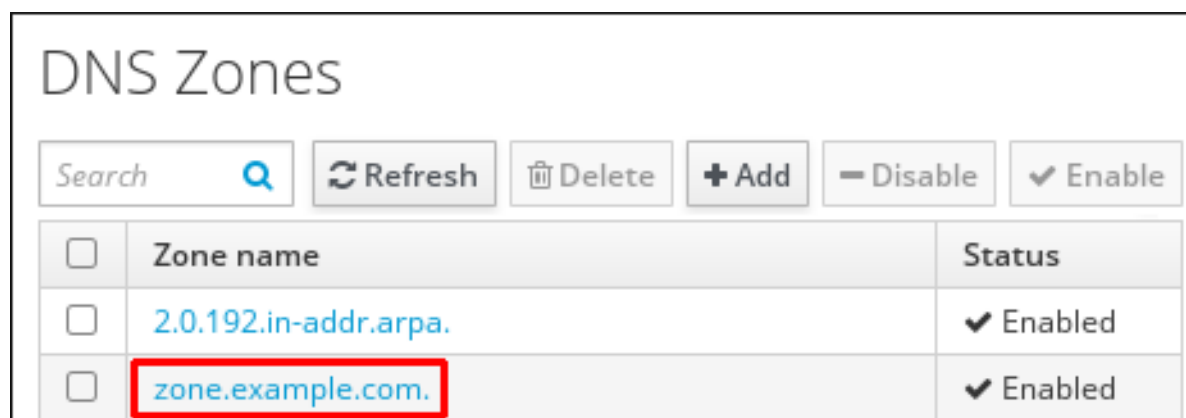 DNS Zones
Search Refresh Delete Add Disable Enable
Zone name Status
2.0.192.in-addr.arpa. Enabled
zone.example.com. Enabled